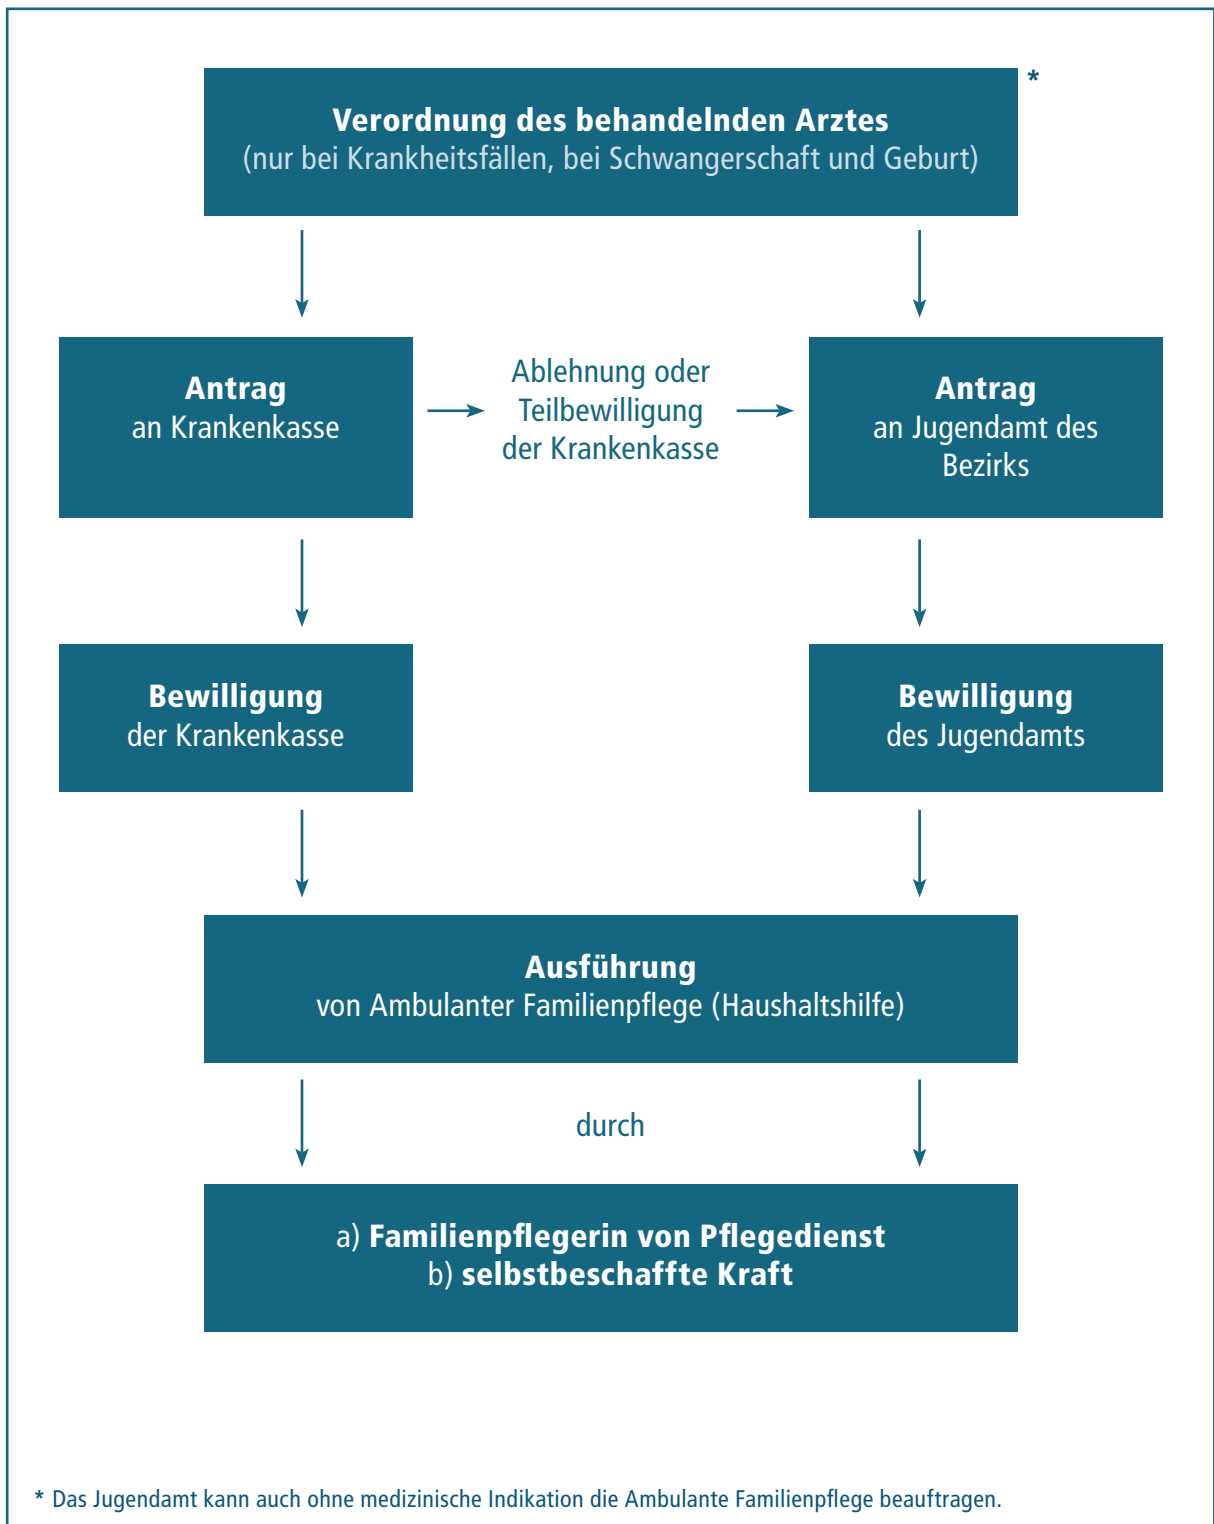 *
Verordnung des behandelnden Arztes
(nur bei Krankheitsfällen, bei Schwangerschaft und Geburt)
Antrag
an Krankenkasse
Ablehnung oder
Teilbewilligung
der Krankenkasse
Antrag
an Jugendamt des
Bezirks
Bewilligung
der Krankenkasse
Bewilligung
des Jugendamts
Ausführung
von Ambulanter Familienpflege (Haushaltshilfe)
durch
a) Familienpflegerin von Pflegedienst
b) selbstbeschaffte Kraft
* Das Jugendamt kann auch ohne medizinische Indikation die Ambulante Familienpflege beauftragen.